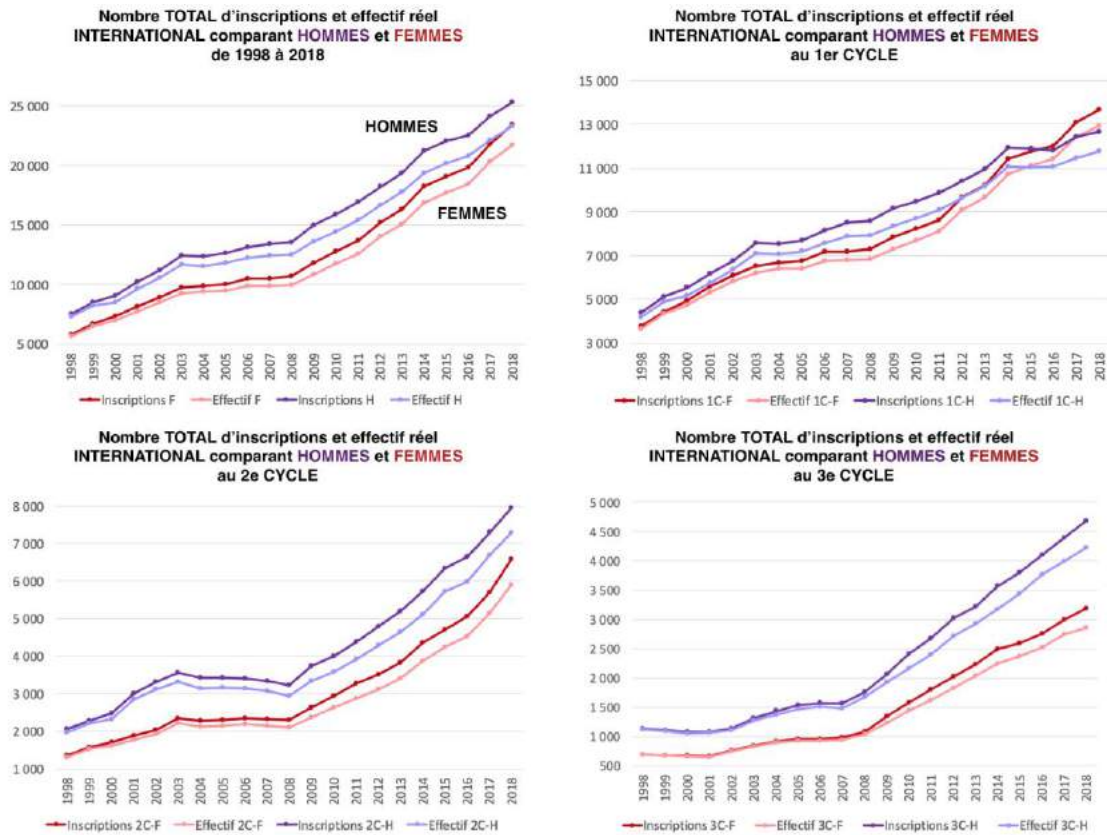 Nombre TOTAL d'inscriptions et effectif réel
INTERNATIONAL comparant HOMMES et FEMMES
de 1998 à 2018
25 000
20 000
15 000
10 000
5 000
HOMMES
FEMMES
1998 1999 2000 2001 2002 2003 2004 2005 2006 2007 2008 2009 2010 2011 2012 2013 2014 2015 2016 2017 2018
Inscriptions F Effectif F Inscriptions H Effectif H
Nombre TOTAL d'inscriptions et effectif réel
INTERNATIONAL comparant HOMMES et FEMMES
au 1er CYCLE
15 000
13 000
11 000
9 000
7 000
5 000
3 000
1998 1999 2000 2001 2002 2003 2004 2005 2006 2007 2008 2009 2010 2011 2012 2013 2014 2015 2016 2017 2018
Inscriptions 1C-F Effectif 1C-F Inscriptions 1C-H Effectif 1C-H
Nombre TOTAL d'inscriptions et effectif réel
INTERNATIONAL comparant HOMMES et FEMMES
au 2e CYCLE
8 000
7 000
6 000
5 000
4 000
3 000
2 000
1 000
1998 1999 2000 2001 2002 2003 2004 2005 2006 2007 2008 2009 2010 2011 2012 2013 2014 2015 2016 2017 2018
Inscriptions 2C-F Effectif 2C-F Inscriptions 2C-H Effectif 2C-H
Nombre TOTAL d'inscriptions et effectif réel
INTERNATIONAL comparant HOMMES et FEMMES
au 3e CYCLE
5 000
4 500
4 000
3 500
3 000
2 500
2 000
1 500
1 000
500
1998 1999 2000 2001 2002 2003 2004 2005 2006 2007 2008 2009 2010 2011 2012 2013 2014 2015 2016 2017 2018
Inscriptions 3C-F Effectif 3C-F Inscriptions 3C-H Effectif 3C-H